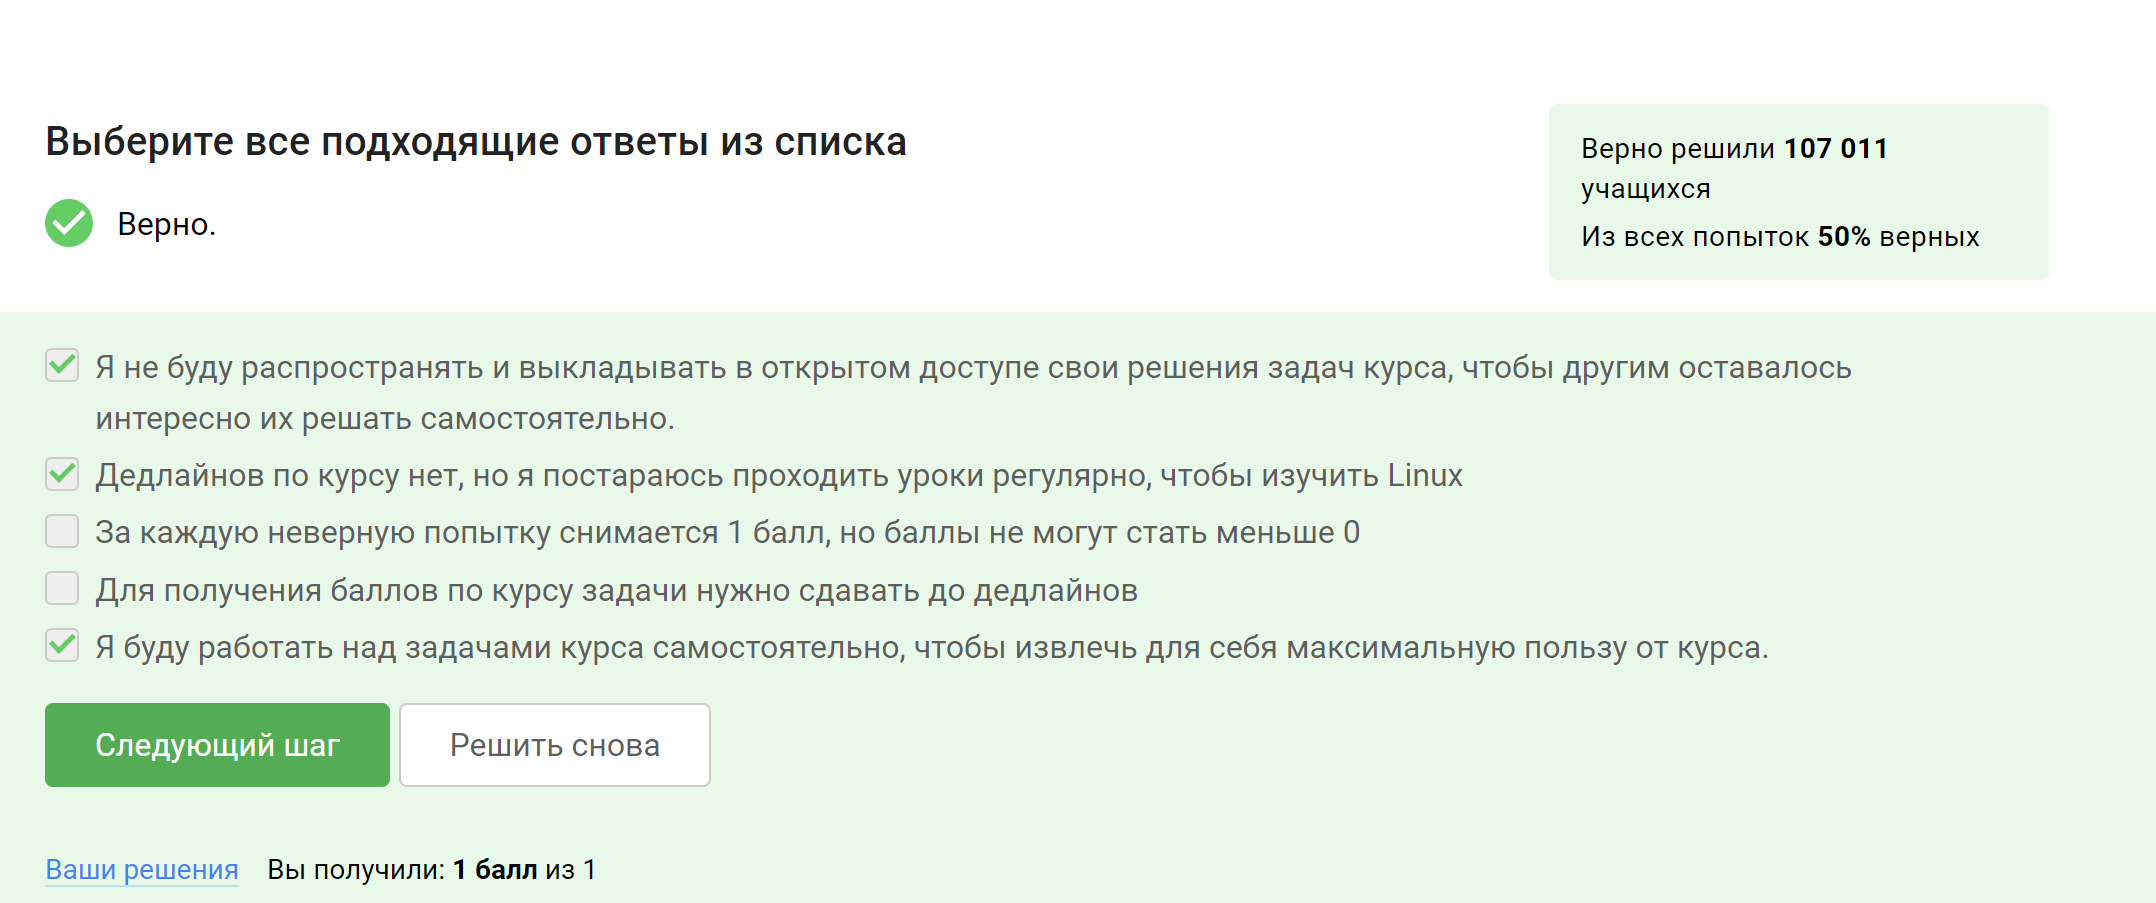 Выберите все подходящие ответы из списка
Верно.
Верно решили 107 011
учащихся
Из всех попыток 50% верных
Я не буду распространять и выкладывать в открытом доступе свои решения задач курса, чтобы другим оставалось
интересно их решать самостоятельно.
Дедлайнов по курсу нет, но я постараюсь проходить уроки регулярно, чтобы изучить Linux
За каждую неверную попытку снимается 1 балл, но баллы не могут стать меньше 0
Для получения баллов по курсу задачи нужно сдавать до дедлайнов
Я буду работать над задачами курса самостоятельно, чтобы извлечь для себя максимальную пользу от курса.
Следующий шаг
Решить снова
Ваши решения
Вы получили: 1 балл из 1